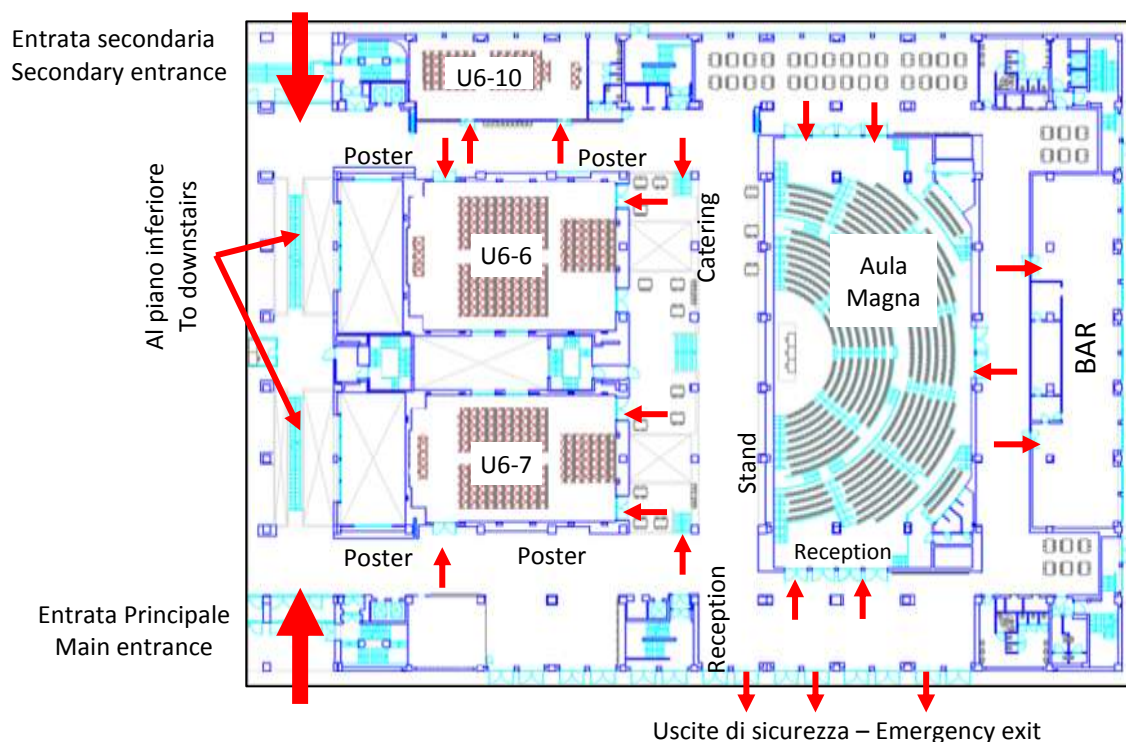 Entrata secondaria
Secondary entrance
U6-10
Poster
Poster
Al piano inferiore
To downstairs
U6-6
Catering
Aula
Magna
BAR
U6-7
Stand
Poster
Poster
Reception
Entrata Principale
Main entrance
Reception
Uscite di sicurezza – Emergency exit